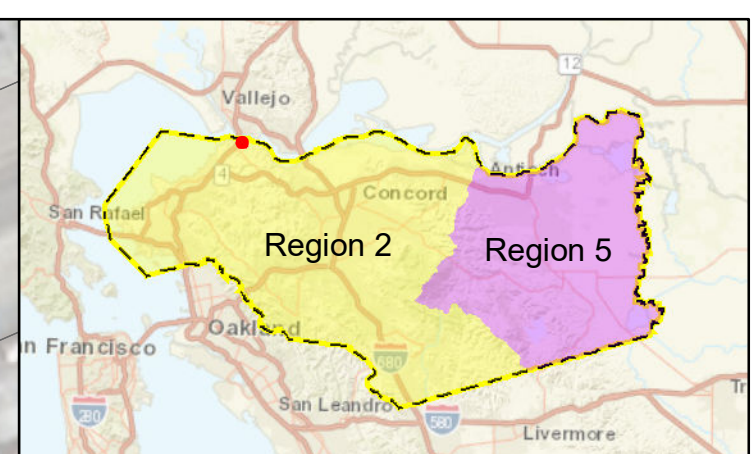 12
Vallejo
4
Antioch
Concord
San Rafael
Region 2
Region 5
Oakland
n Francisco
680
San Leandro
280
580
Tr
Livermore